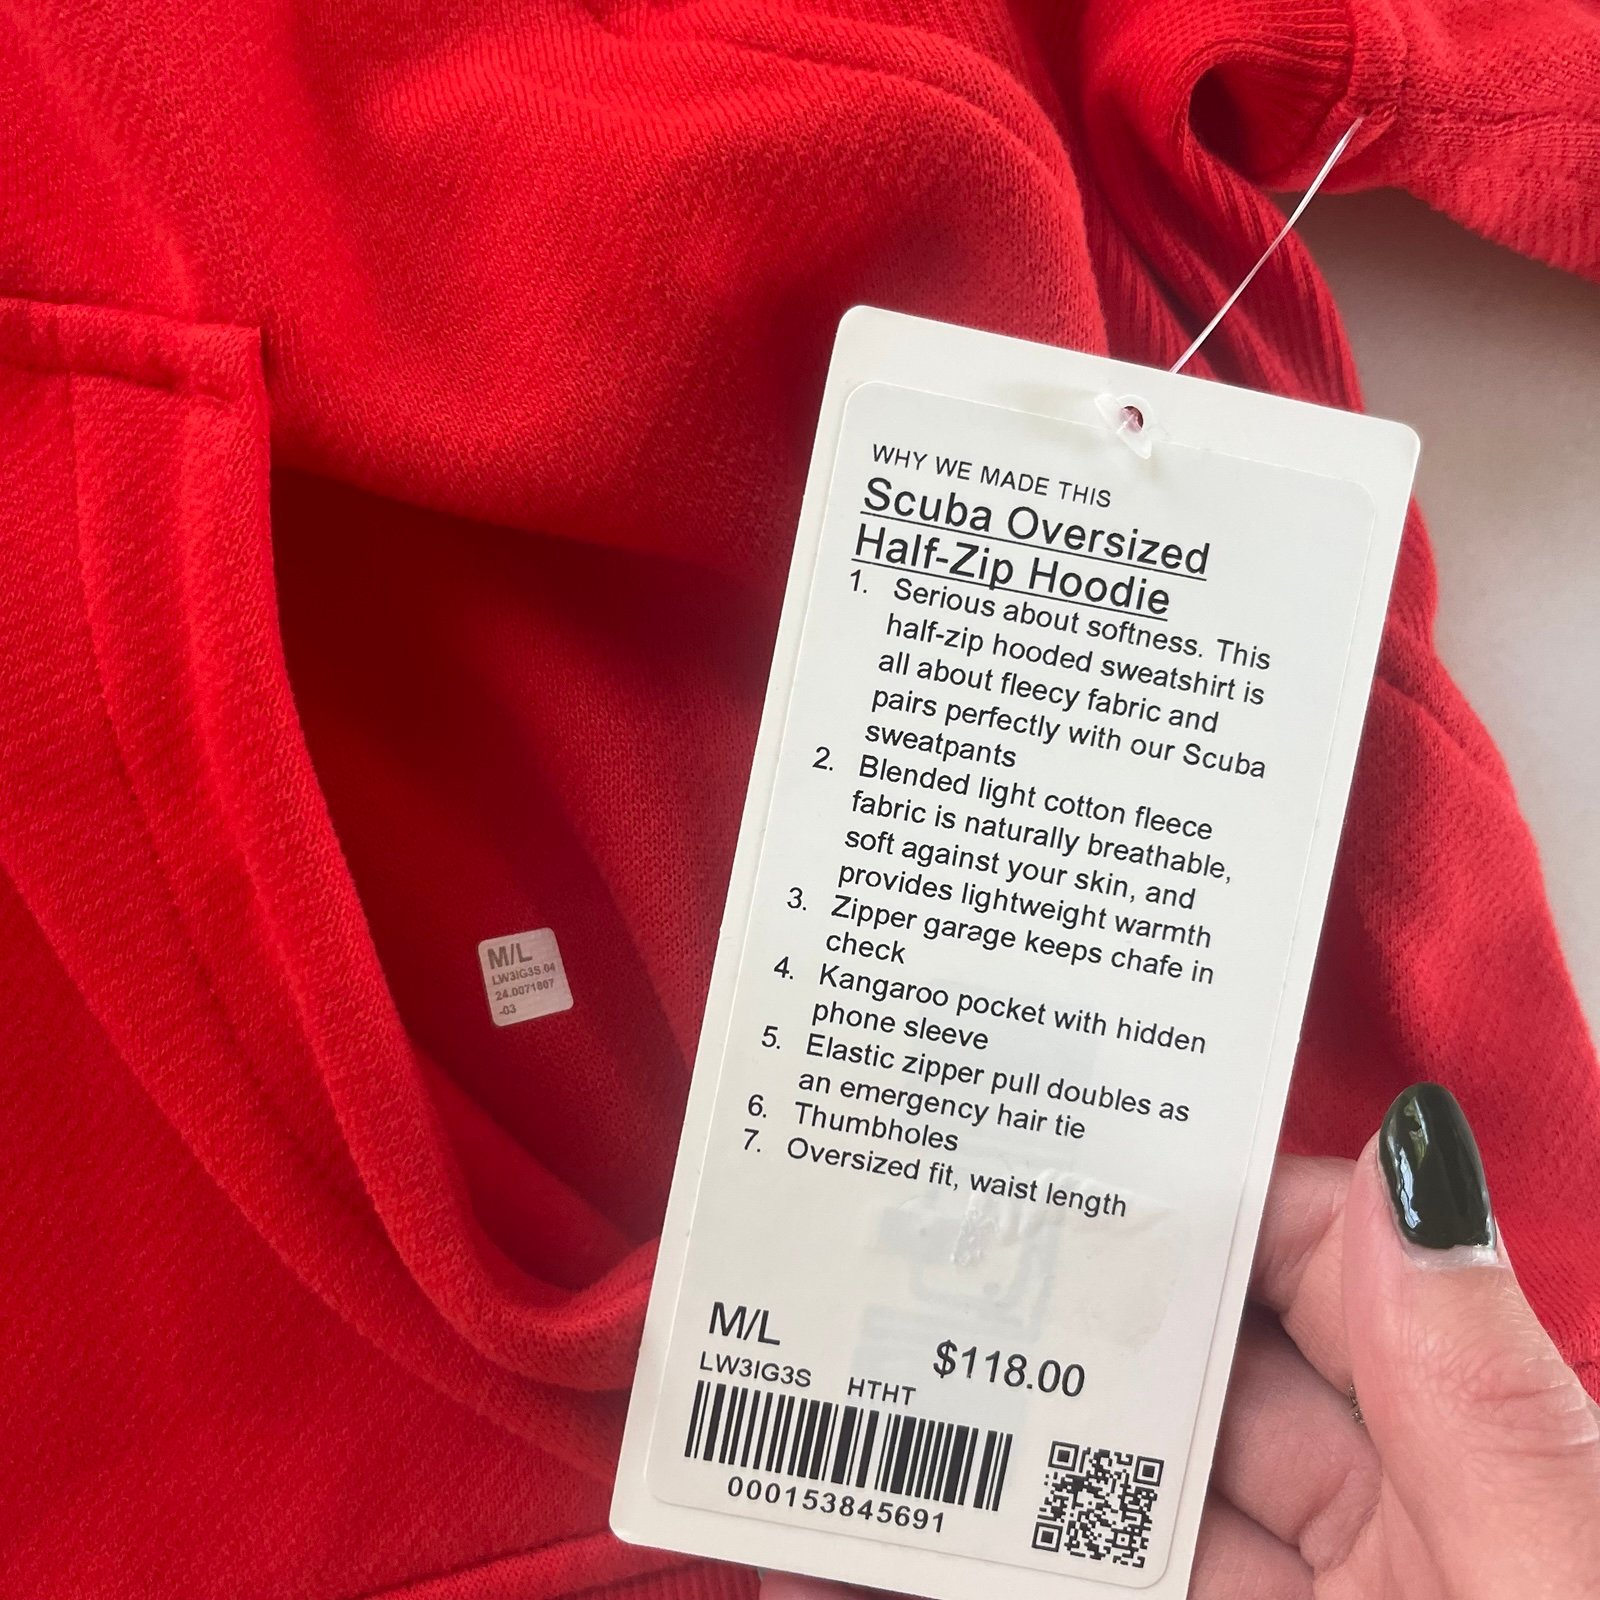 WHY WE MADE THIS
Scuba Oversized
Half-Zip Hoodie
1. Serious about softness. This
half-zip hooded sweatshirt is
all about fleecy fabric and
pairs perfectly with our Scuba
sweatpants
2. Blended light cotton fleece
fabric is naturally breathable,
soft against your skin, and
provides lightweight warmth
3. Zipper garage keeps chafe in
check
4. Kangaroo pocket with hidden
phone sleeve
5. Elastic zipper pull doubles as
an emergency hair tie
6. Thumbholes
7. Oversized fit, waist length
M/L
$118.00
LW3IG3S HTHT
000153845691
M/L
LW3IG3S.04
24.0071807
-03